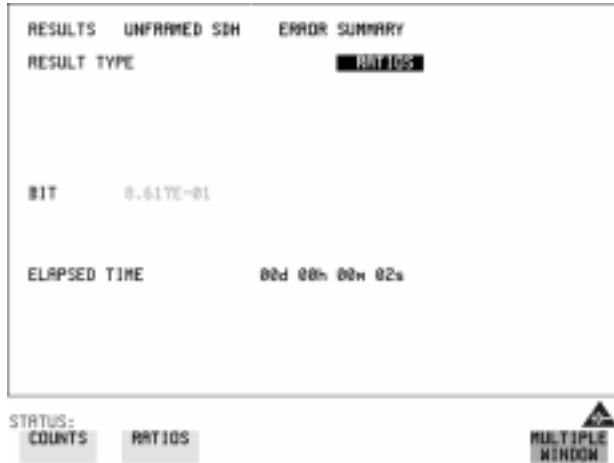 RESULTS UNFRAMED SDH ERROR SUMMARY
RESULT TYPE RATIOS
BIT 8.617E-01
ELAPSED TIME 00d 00h 00m 02s
STATUS:
COUNTS RATIOS MULTIPLE WINDOW